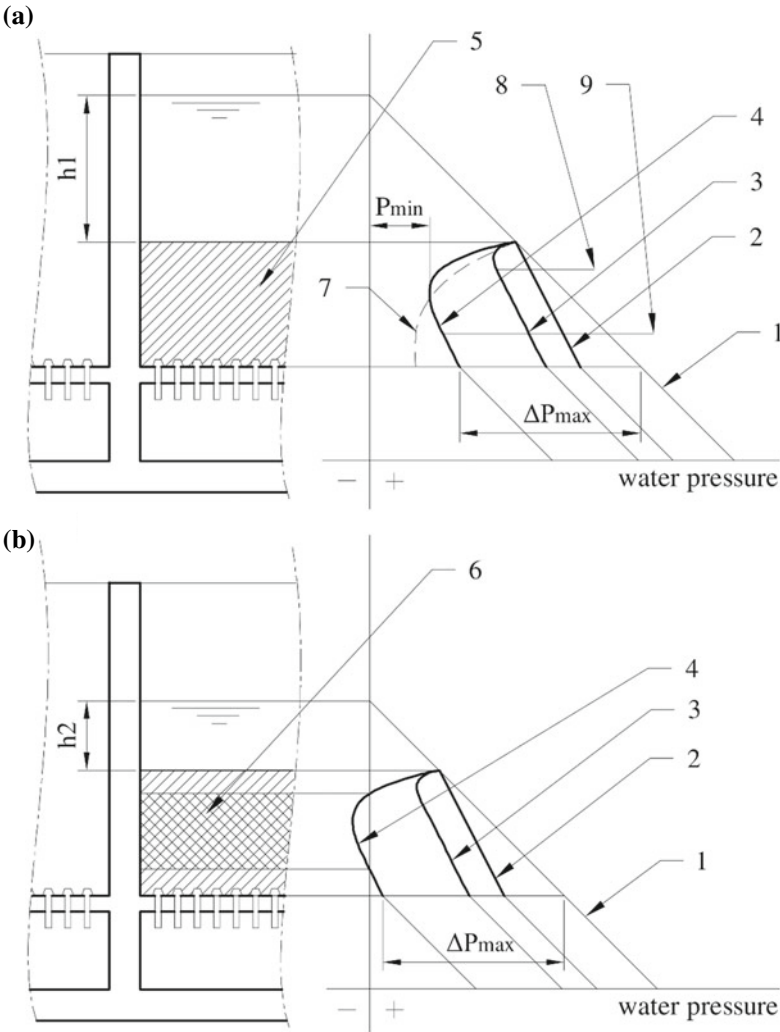 (a)
5
8
9
4
h1
Pmin
3
2
7
1
ΔPmax
− +
water pressure
(b)
6
4
h2
3
2
1
ΔPmax
− +
water pressure